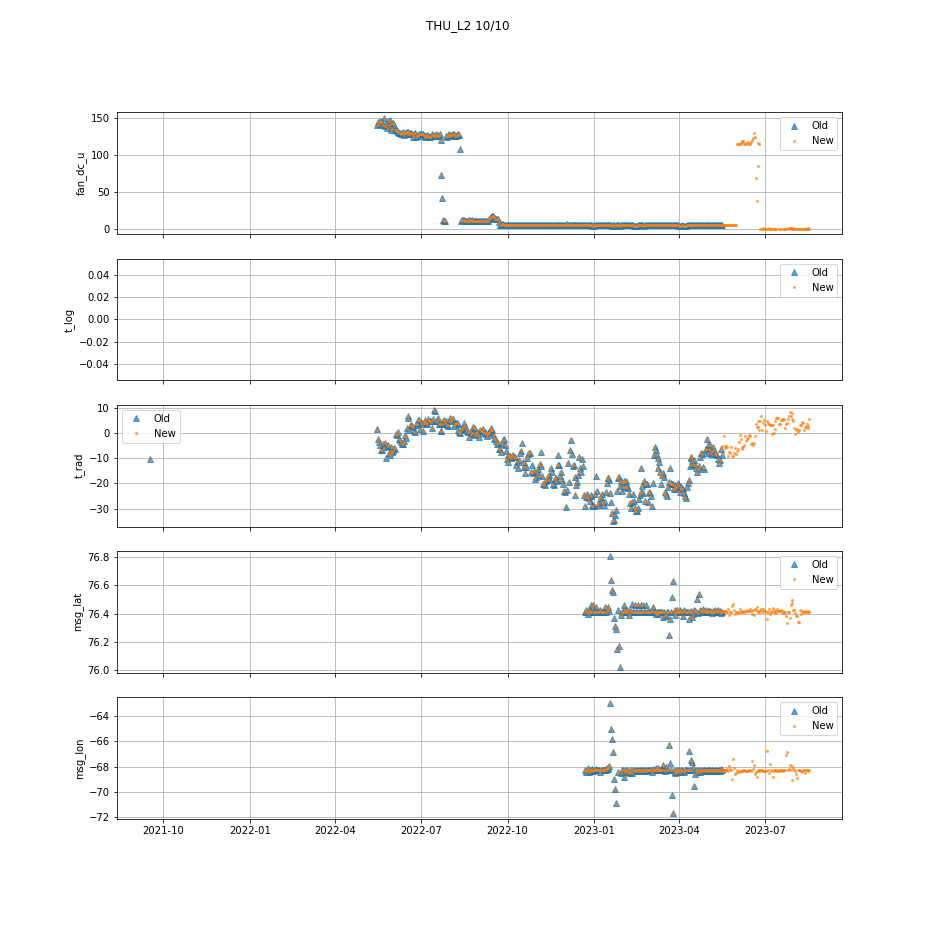 THU_L2 10/10
fan_dc_u
150
100
50
0
Old
New
t_log
0.04
0.02
0.00
−0.02
−0.04
Old
New
t_rad
10
0
−10
−20
−30
Old
New
msg_lat
76.8
76.6
76.4
76.2
76.0
Old
New
msg_lon
−64
−66
−68
−70
−72
Old
New
2021-10
2022-01
2022-04
2022-07
2022-10
2023-01
2023-04
2023-07